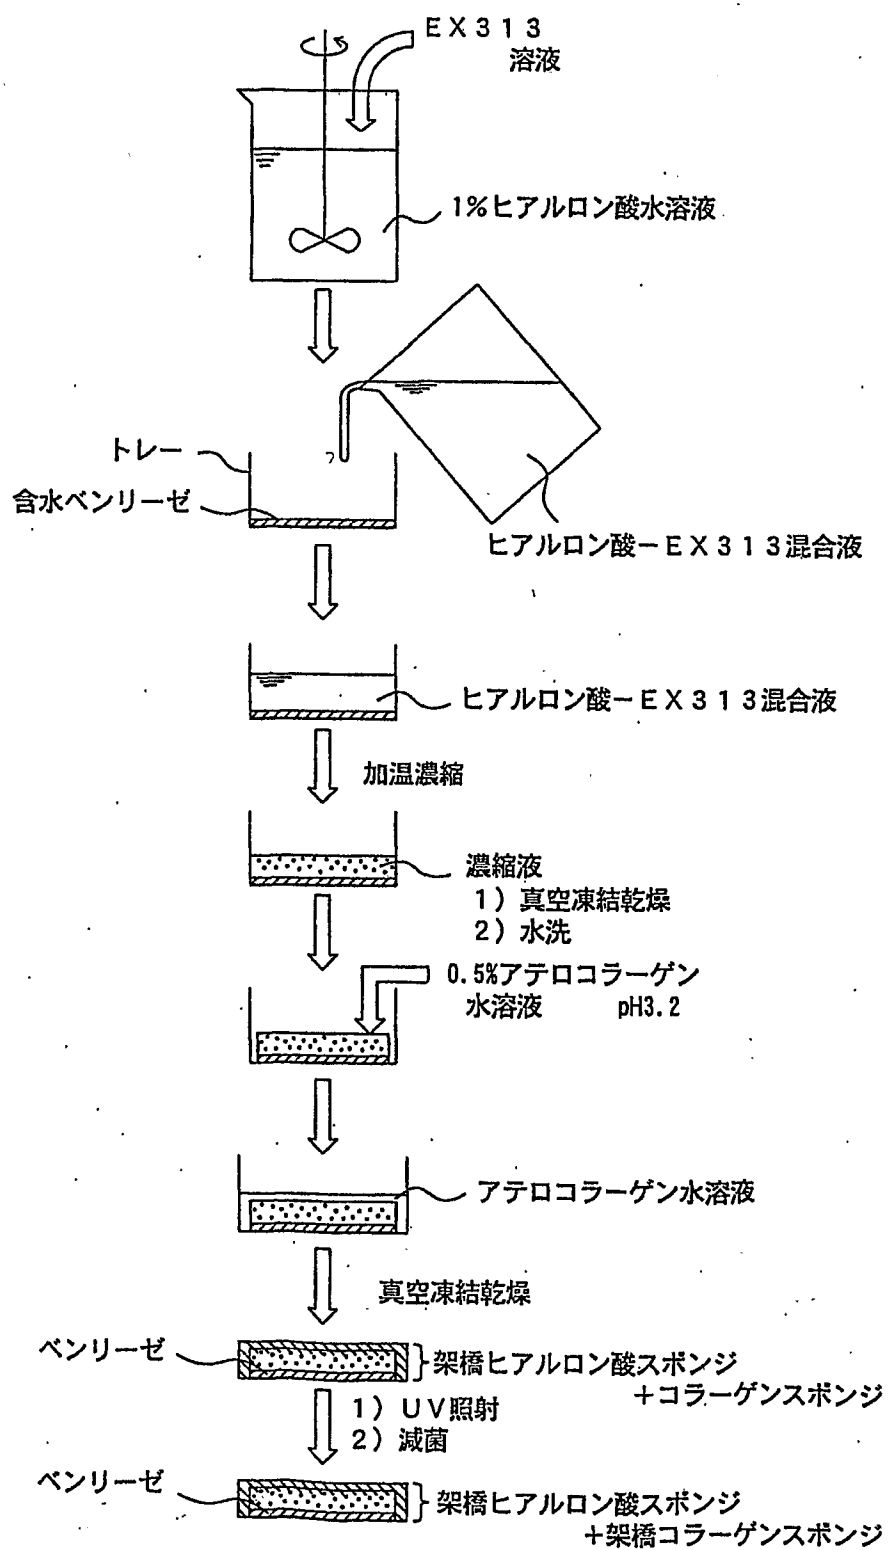 ＥＸ３１３
溶液
1%ヒアルロン酸水溶液
トレー
含水ベンリーゼ
ヒアルロン酸－ＥＸ３１３混合液
ヒアルロン酸－ＥＸ３１３混合液
加温濃縮
濃縮液
１）真空凍結乾燥
２）水洗
0.5%アテロコラーゲン
水溶液 pH3.2
アテロコラーゲン水溶液
真空凍結乾燥
ベンリーゼ
架橋ヒアルロン酸スポンジ
＋コラーゲンスポンジ
１）ＵＶ照射
２）滅菌
ベンリーゼ
架橋ヒアルロン酸スポンジ
＋架橋コラーゲンスポンジ